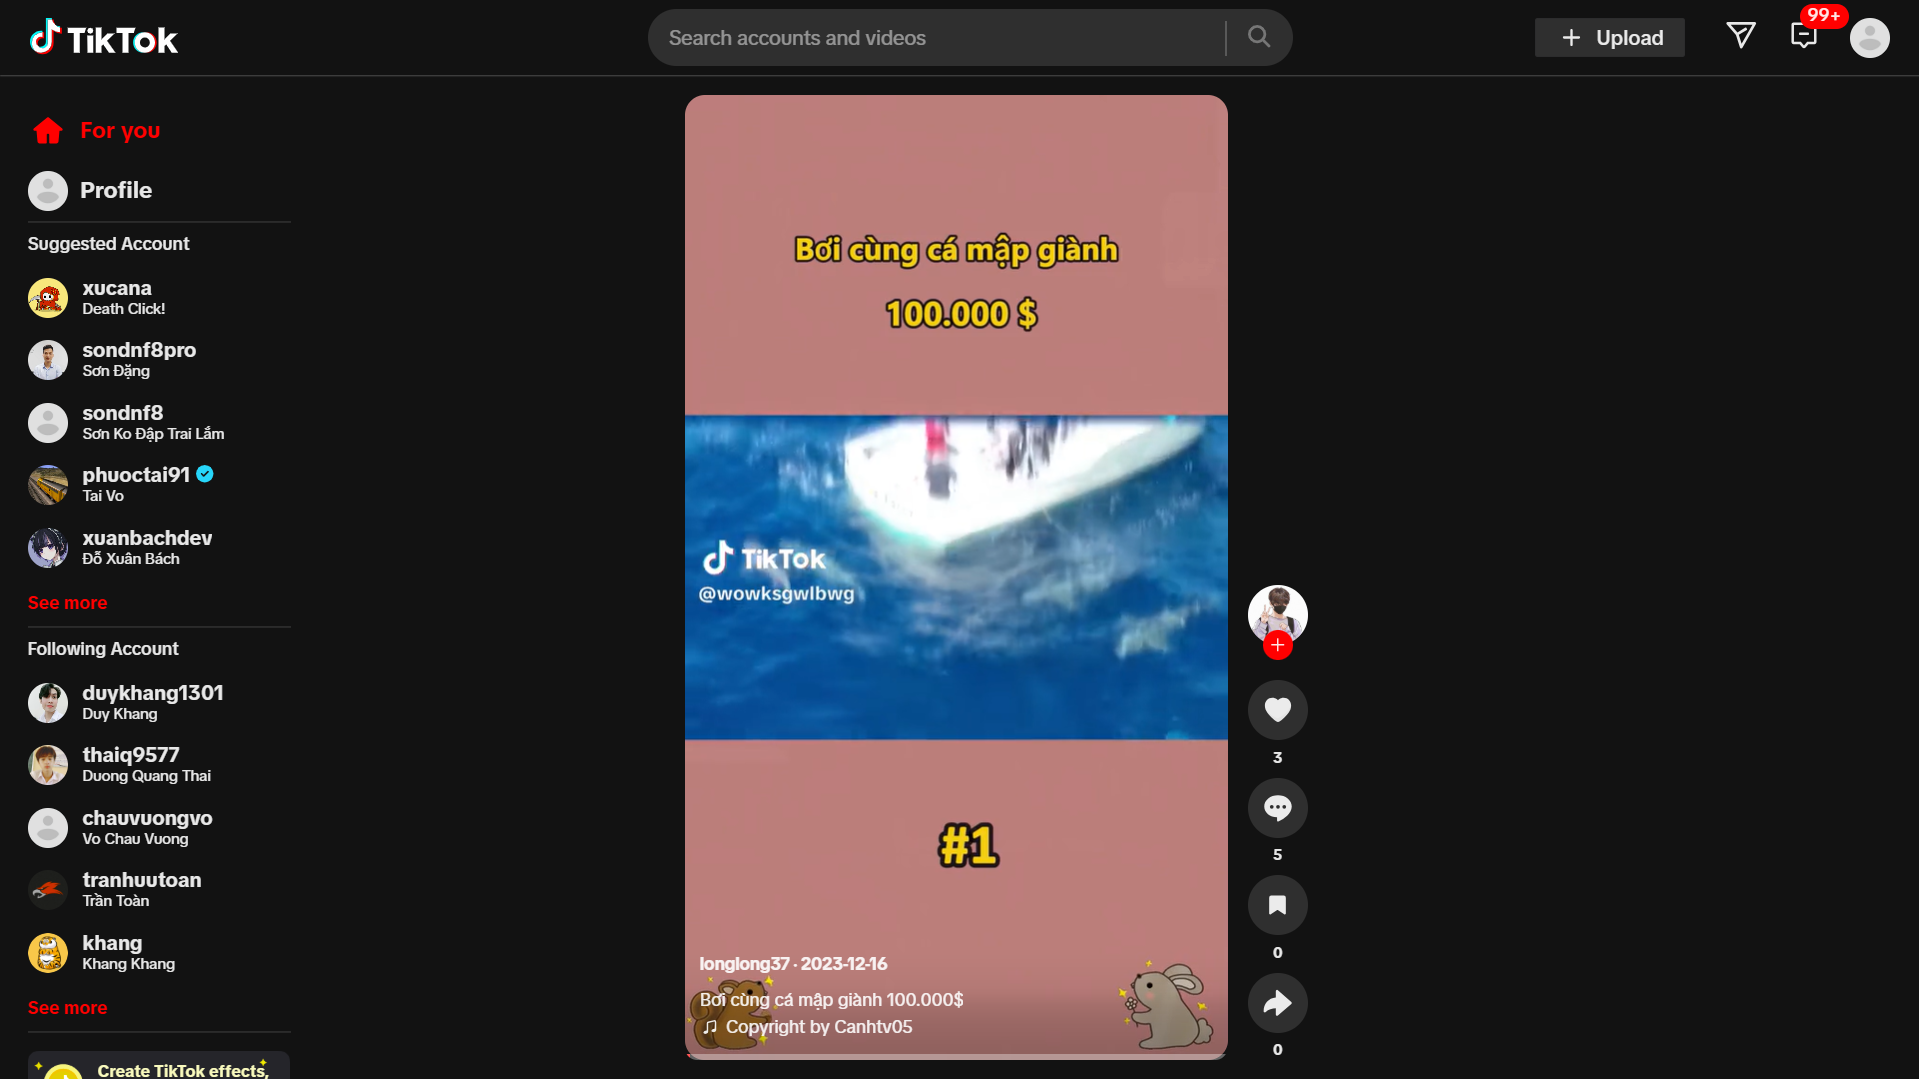 TikTok
Search accounts and videos
Upload
99+
For you
Profile
Suggested Account
xucana
Death Click!
sondnf8pro
Sơn Đặng
sondnf8
Sơn Ko Đập Trai Lắm
phuoctai91
Tai Vo
xuanbachdev
Đỗ Xuân Bách
See more
Following Account
duykhang1301
Duy Khang
thaiq9577
Duong Quang Thai
chauvuongvo
Vo Chau Vuong
tranhuutoan
Trần Toàn
khang
Khang Khang
See more
Create TikTok effects,
Bơi cùng cá mập giành
100.000 $
TikTok
@wowksgwlbwg
#1
longlong37 · 2023-12-16
Bơi cùng cá mập giành 100.000$
Copyright by Canhtv05
3
5
0
0